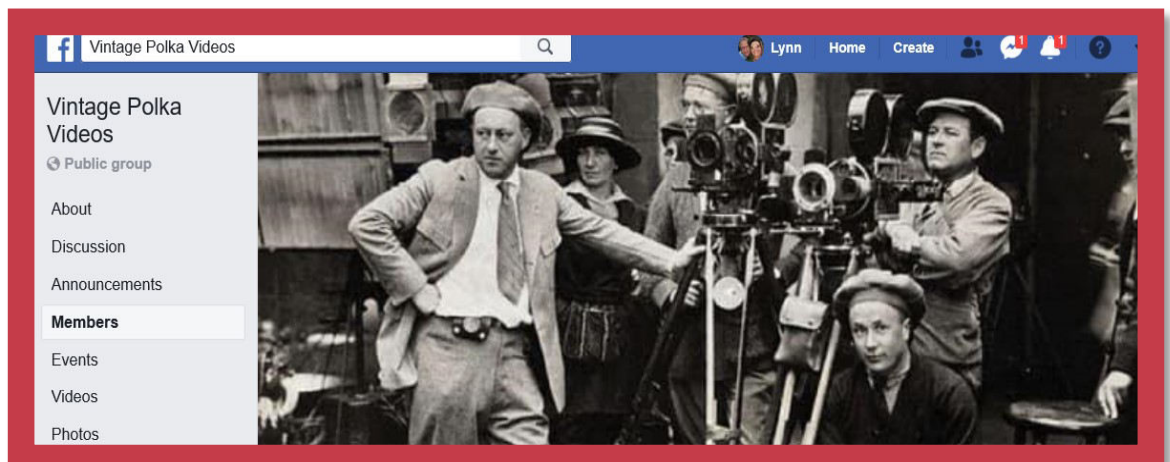 f
Vintage Polka Videos
Lynn Home Create 1 1 ?
Vintage Polka
Videos
Public group
About
Discussion
Announcements
Members
Events
Videos
Photos